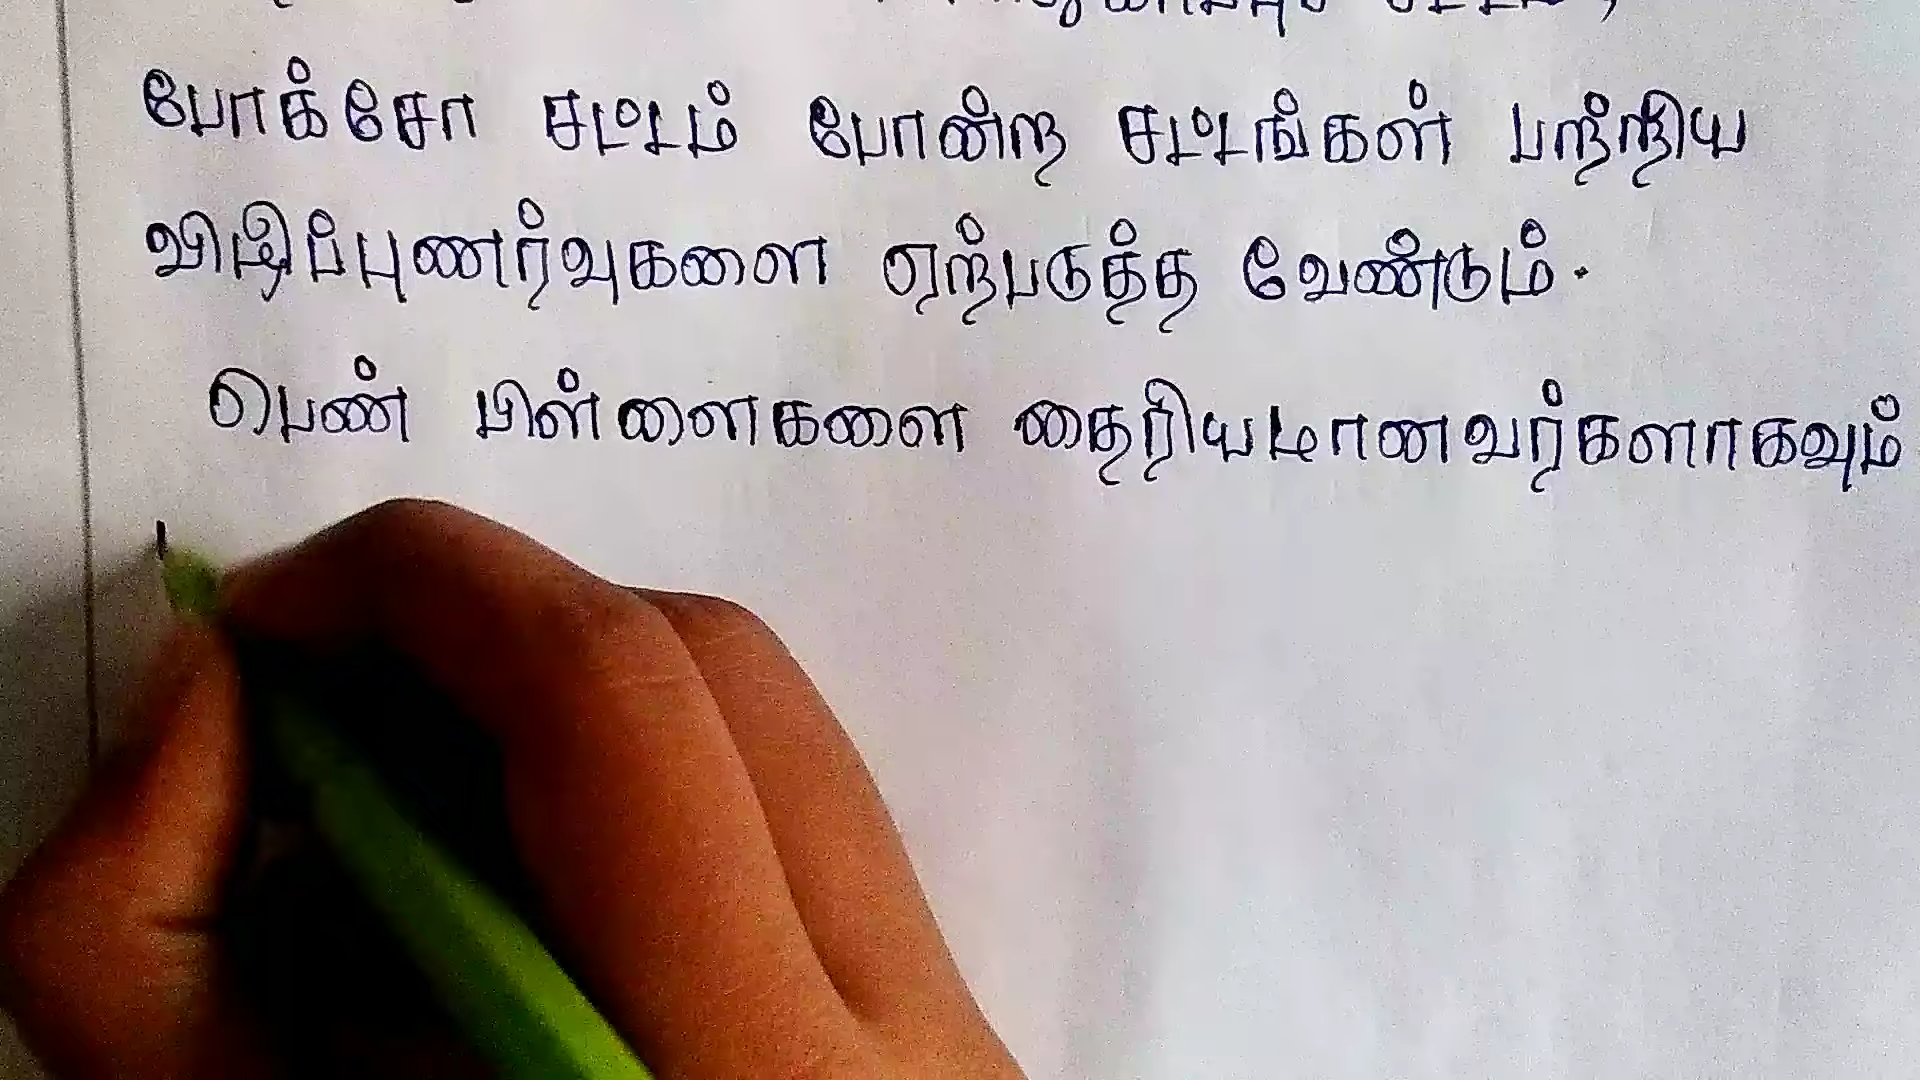 போக்சோ சட்டம் போன்ற சட்டங்கள் பற்றிய
விழிப்புணர்வுகளை ஏற்படுத்த வேண்டும்.
பெண் பிள்ளைகளை தைரியமானவர்களாகவும்